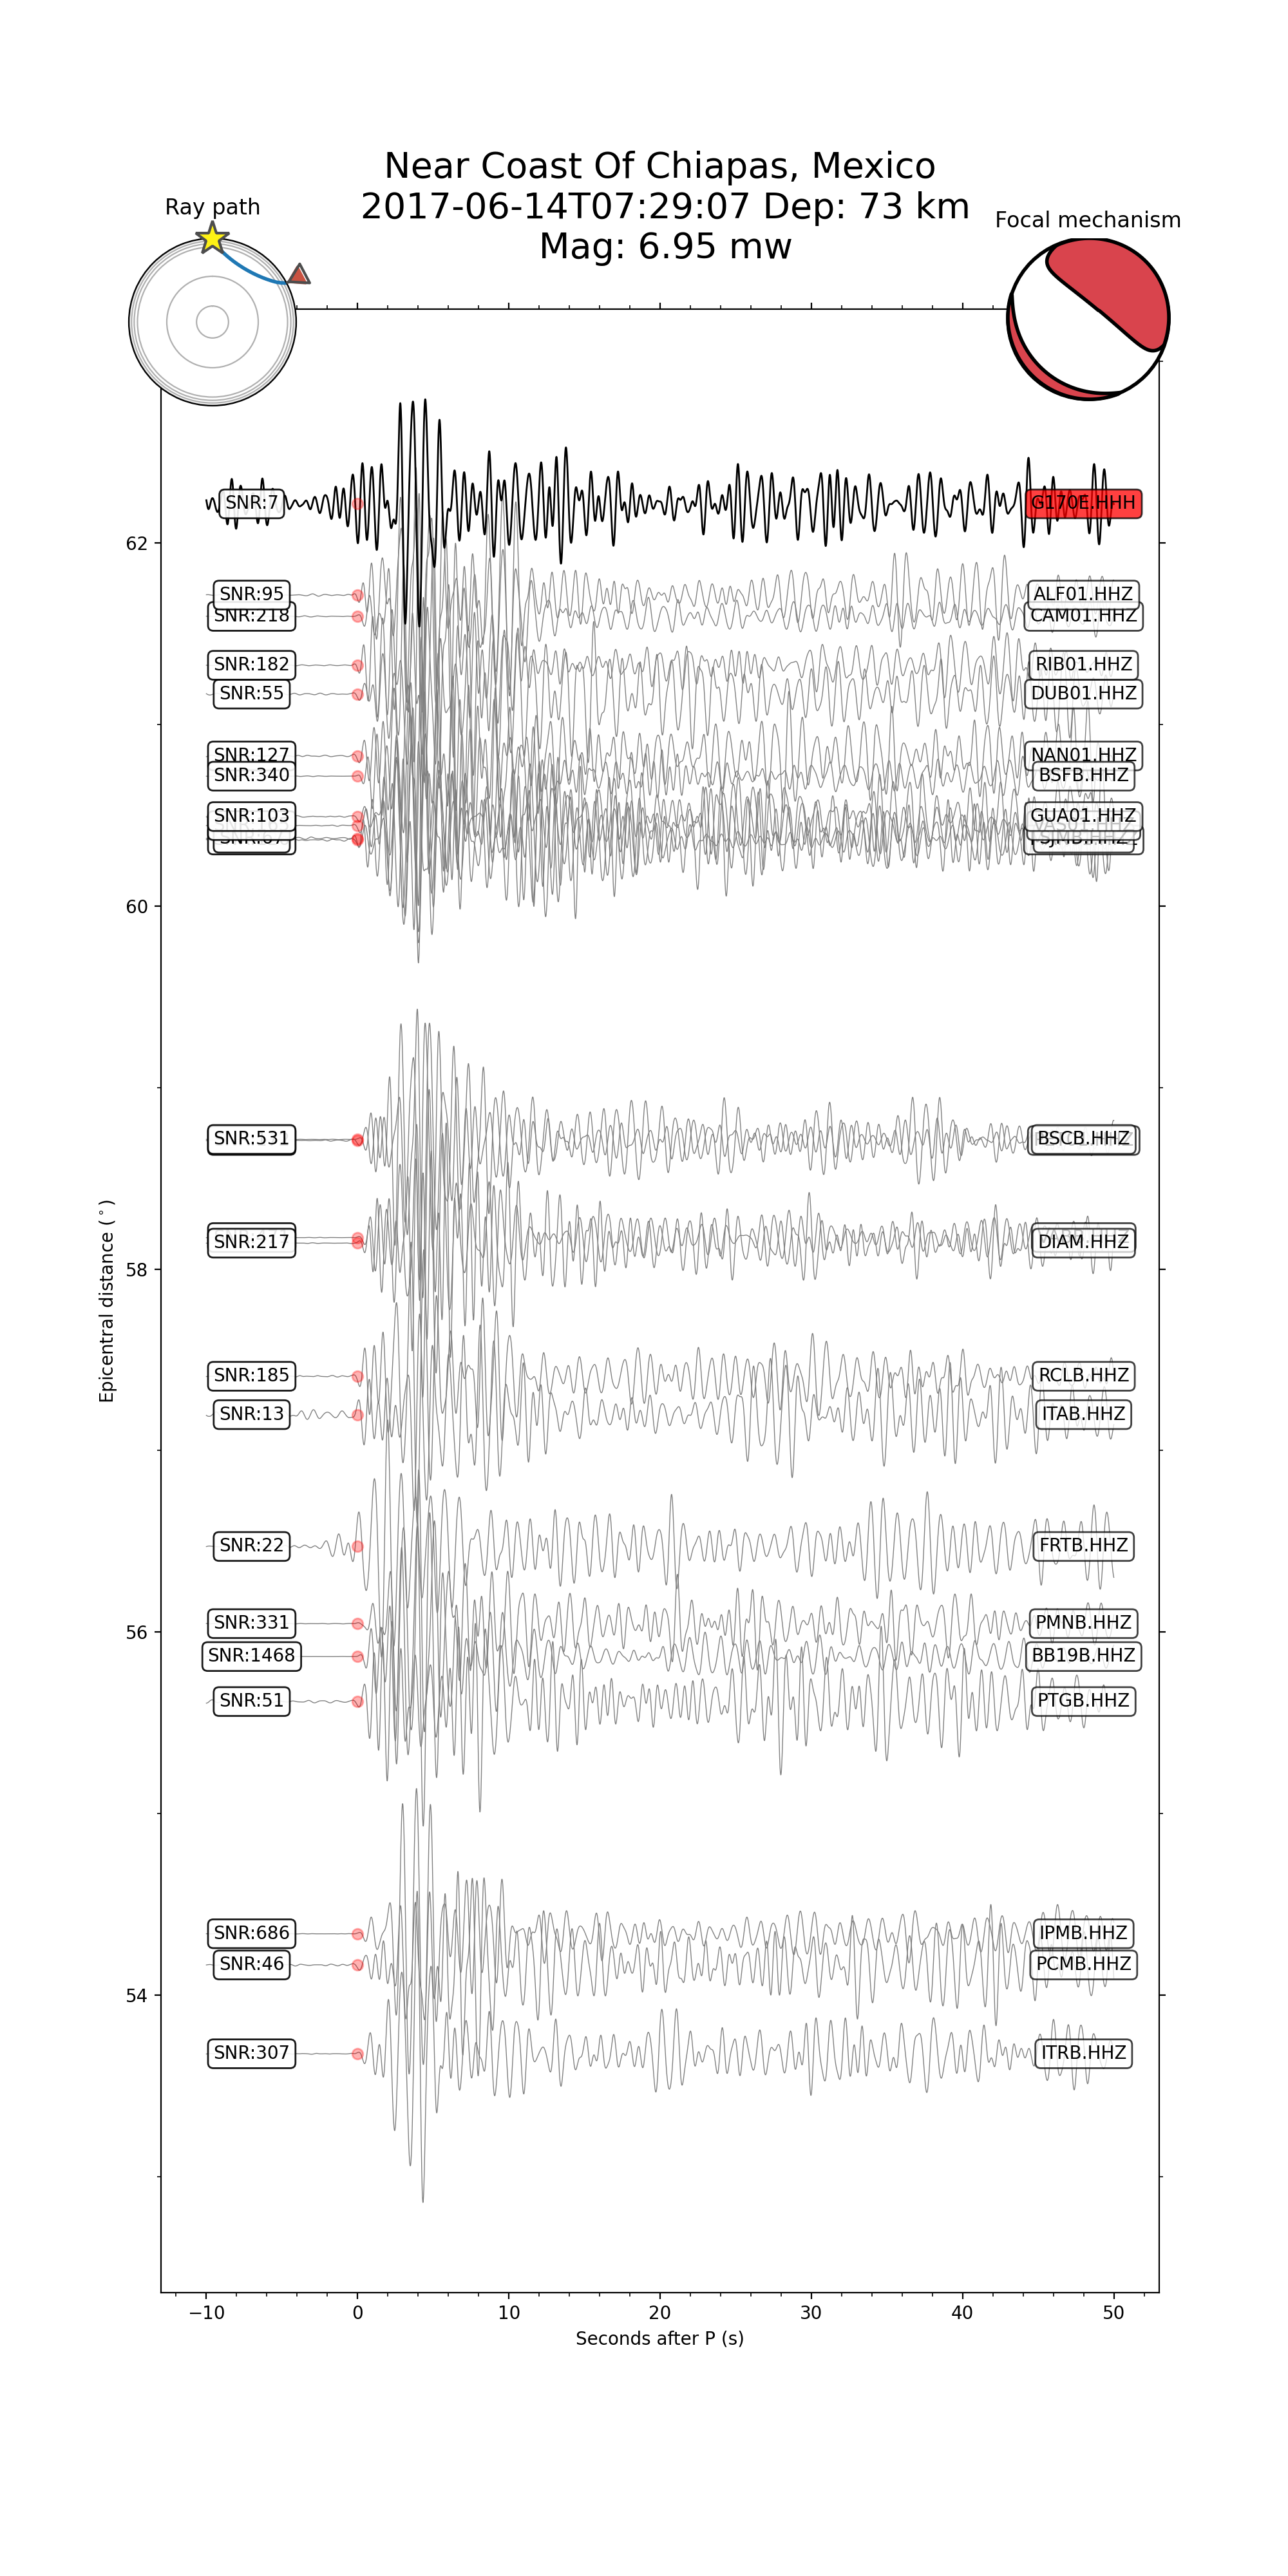 Near Coast Of Chiapas, Mexico
2017-06-14T07:29:07 Dep: 73 km
Mag: 6.95 mw
Ray path
Focal mechanism
SNR:7
G170E.HHH
62
SNR:95
ALF01.HHZ
SNR:218
CAM01.HHZ
SNR:182
RIB01.HHZ
SNR:55
DUB01.HHZ
SNR:127
NAN01.HHZ
SNR:340
BSFB.HHZ
SNR:103
GUA01.HHZ
60
SNR:531
BSCB.HHZ
SNR:217
DIAM.HHZ
58
SNR:185
RCLB.HHZ
SNR:13
ITAB.HHZ
SNR:22
FRTB.HHZ
SNR:331
PMNB.HHZ
56
SNR:1468
BB19B.HHZ
SNR:51
PTGB.HHZ
SNR:686
IPMB.HHZ
SNR:46
PCMB.HHZ
54
SNR:307
ITRB.HHZ
Epicentral distance (°)
−10 0 10 20 30 40 50
Seconds after P (s)